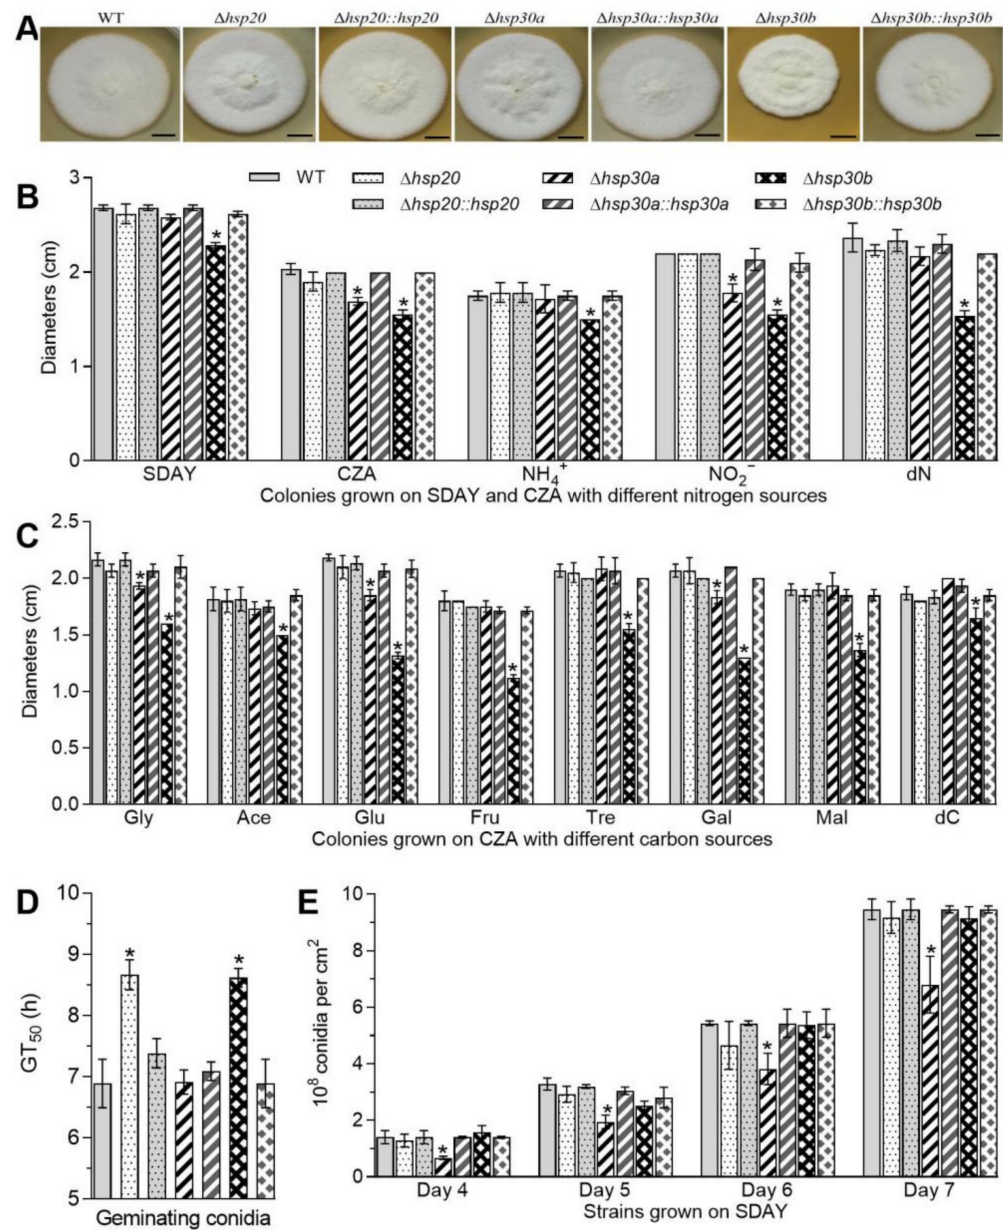 A
WT Δhsp20 Δhsp20::hsp20 Δhsp30a Δhsp30a::hsp30a Δhsp30b Δhsp30b::hsp30b
B
WT Δhsp20 Δhsp30a Δhsp30b
Δhsp20::hsp20 Δhsp30a::hsp30a Δhsp30b::hsp30b
Diameters (cm)
3
2
1
0
* * * * * * * *
SDAY CZA NH₄⁺ NO₂⁻ dN
Colonies grown on SDAY and CZA with different nitrogen sources
C
Diameters (cm)
2.5
2.0
1.5
1.0
0.5
0.0
* * * * * * * * * * *
Gly Ace Glu Fru Tre Gal Mal dC
Colonies grown on CZA with different carbon sources
D
GT₅₀ (h)
10
9
8
7
6
5
* *
Geminating conidia
E
10⁸ conidia per cm²
10
8
6
4
2
0
* * * *
Day 4 Day 5 Day 6 Day 7
Strains grown on SDAY